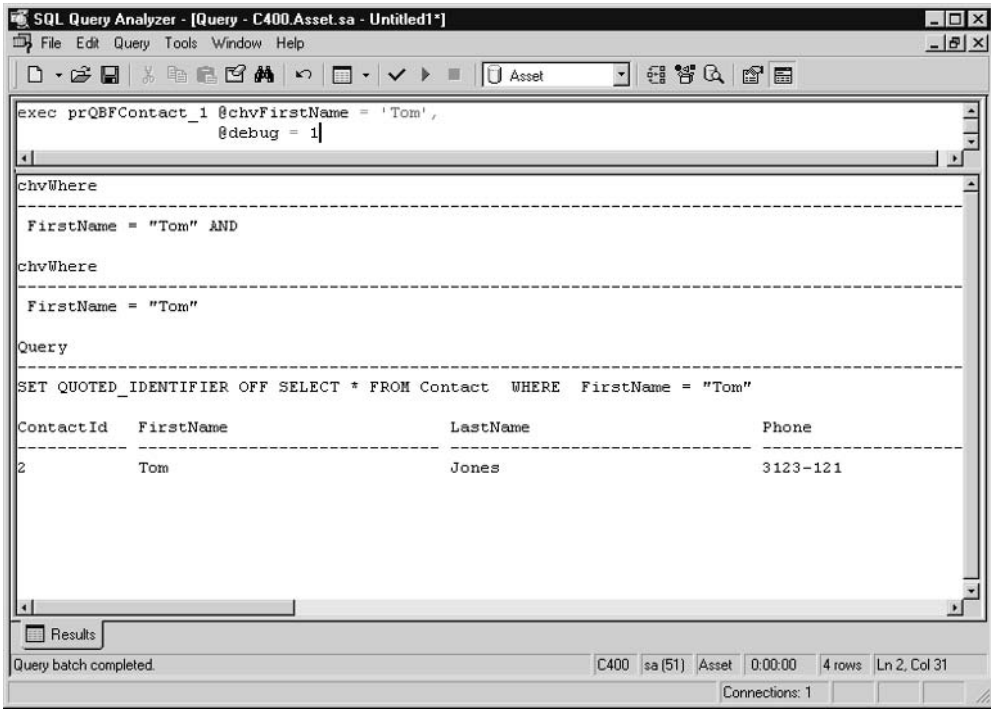 SQL Query Analyzer - [Query - C400.Asset.sa - Untitled1*]
File Edit Query Tools Window Help
Asset
exec prQBFContact_1 @chvFirstName = 'Tom',
@debug = 1
chvWhere
--------------------------------------------------------------------------------
FirstName = "Tom" AND
chvWhere
--------------------------------------------------------------------------------
FirstName = "Tom"
Query
--------------------------------------------------------------------------------
SET QUOTED_IDENTIFIER OFF SELECT * FROM Contact  WHERE  FirstName = "Tom"
ContactId FirstName LastName Phone
----------- ------------------------------ ------------------------------ --------------------
2 Tom Jones 3123-121
Results
Query batch completed. C400 sa (51) Asset 0:00:00 4 rows Ln 2, Col 31
Connections: 1